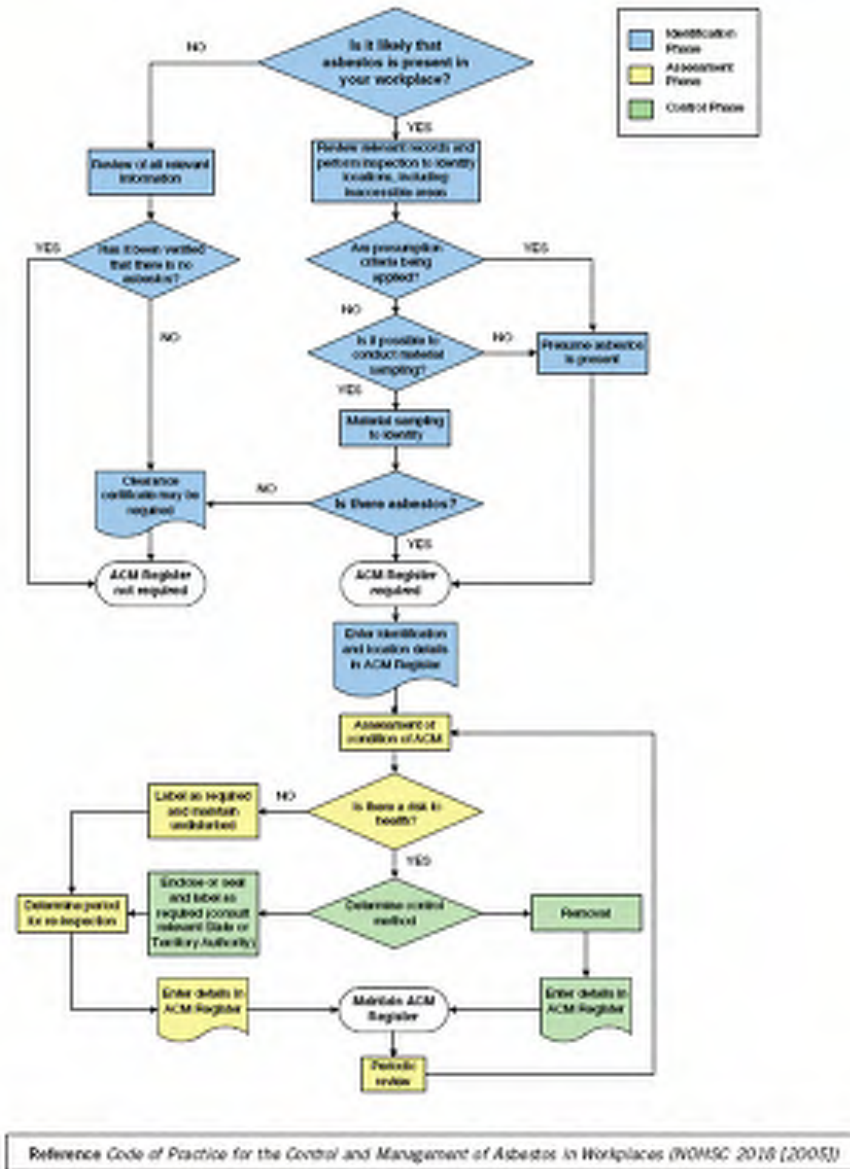 Is it likely that
asbestos is present in
your workplace?
NO
YES
Identification
Phase
Assessment
Phase
Control Phase
Review of all relevant
information
Review relevant records and
perform inspection to identify
locations, including
inaccessible areas
YES
Has it been verified
that there is no
asbestos?
Are presumption
criteria being
applied?
YES
NO
NO
Is it possible to
conduct material
sampling?
NO
Presume asbestos
is present
YES
Material sampling
to identify
Clearance
certificate may be
required
NO
Is there asbestos?
YES
ACM Register
not required
ACM Register
required
Enter identification
and location details
in ACM Register
Assessment of
condition of ACM
Label as required
and maintain
undisturbed
NO
Is there a risk to
health?
YES
Determine period
for re-inspection
Enclose or seal
and label as
required (consult
relevant State or
Territory Authority)
Determine control
method
Removal
Enter details in
ACM Register
Maintain ACM
Register
Enter details in
ACM Register
Periodic
review
Reference Code of Practice for the Control and Management of Asbestos in Workplaces (NOHSC 2018 [2005])